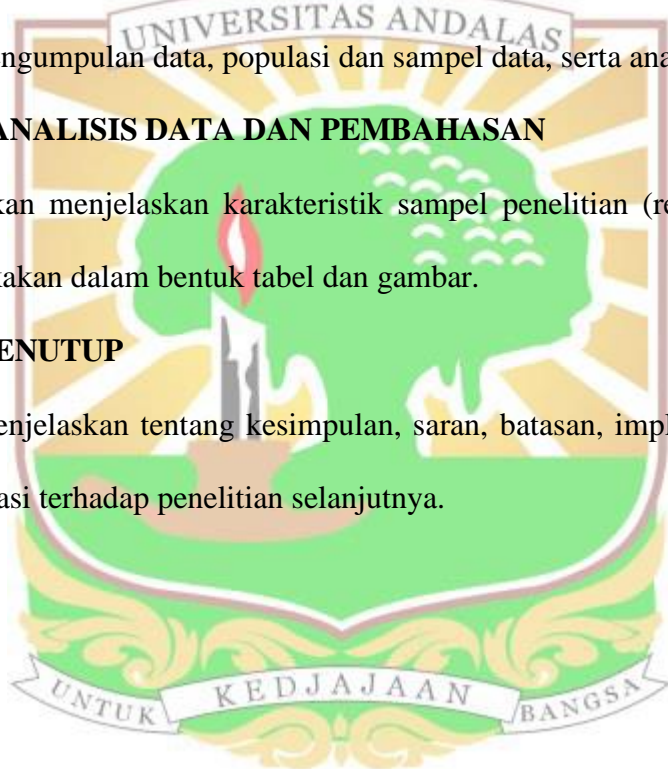 UNIVERSITAS ANDALAS
engumpulan data, populasi dan sampel data, serta ana
ANALISIS DATA DAN PEMBAHASAN
kan menjelaskan karakteristik sampel penelitian (re
kakan dalam bentuk tabel dan gambar.
ENUTUP
enjelaskan tentang kesimpulan, saran, batasan, impl
asi terhadap penelitian selanjutnya.
UNTUK KEDJAJAAN BANGSA